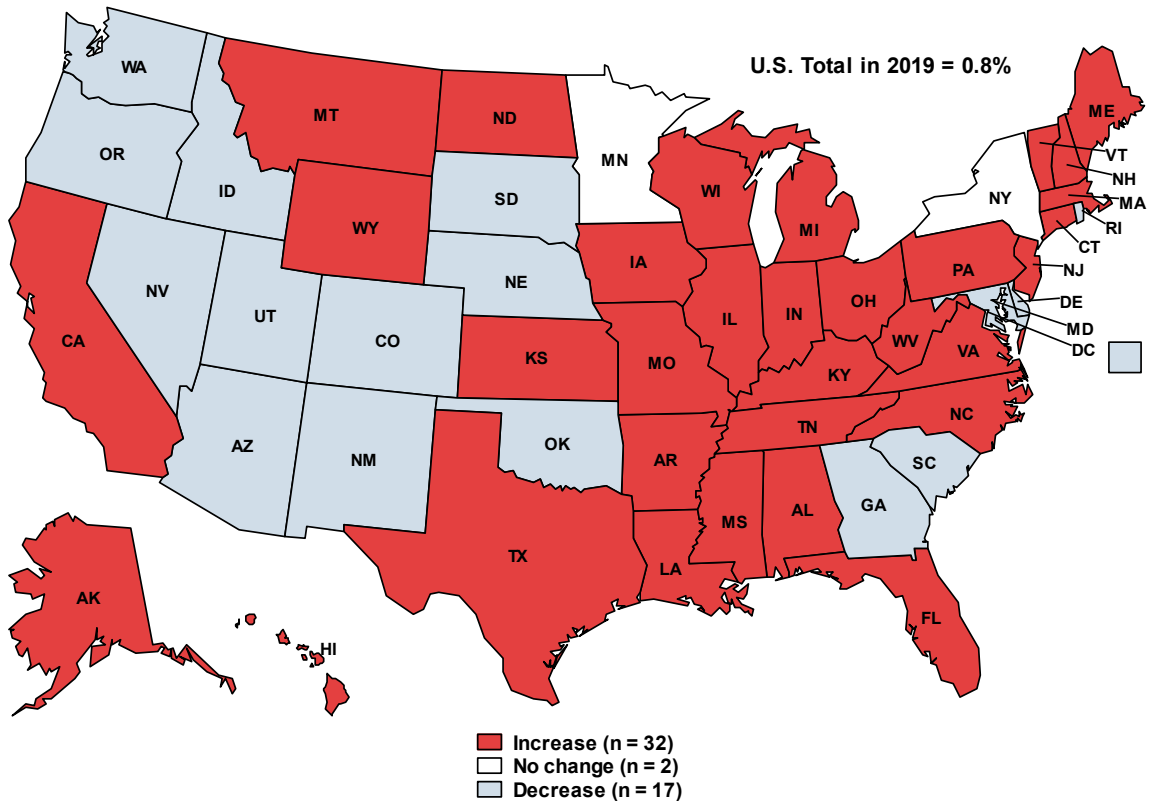 U.S. Total in 2019 = 0.8%
WA
MT
ND
ME
OR
MN
VT
ID
SD
WI
NH
NY
MA
WY
MI
RI
CT
IA
PA
NJ
NE
NV
OH
DE
UT
IL
IN
MD
CA
CO
WV
VA
DC
KS
MO
KY
NC
TN
AZ
OK
NM
AR
SC
GA
MS
AL
TX
LA
AK
FL
HI
Increase (n = 32)
No change (n = 2)
Decrease (n = 17)